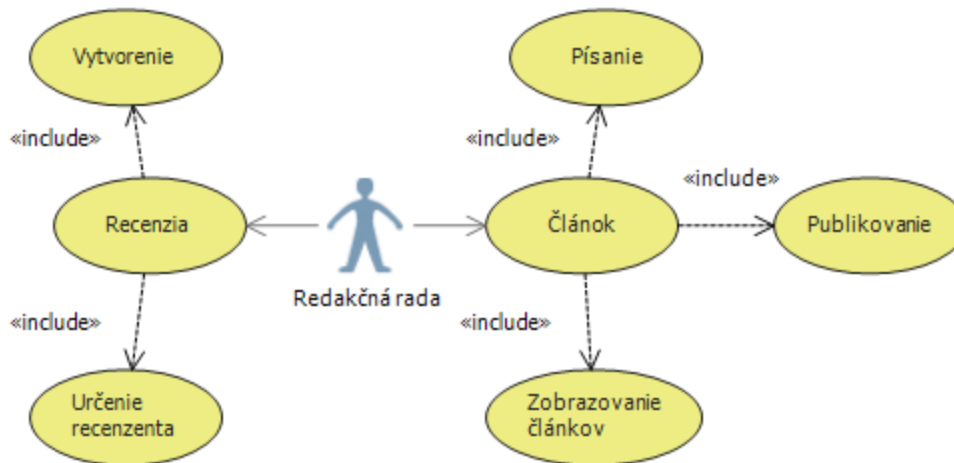 Vytvorenie
Písanie
«include»
«include»
«include»
Recenzia
Článok
Publikovanie
Redakčná rada
«include»
«include»
Určenie
recenzenta
Zobrazovanie
článkov